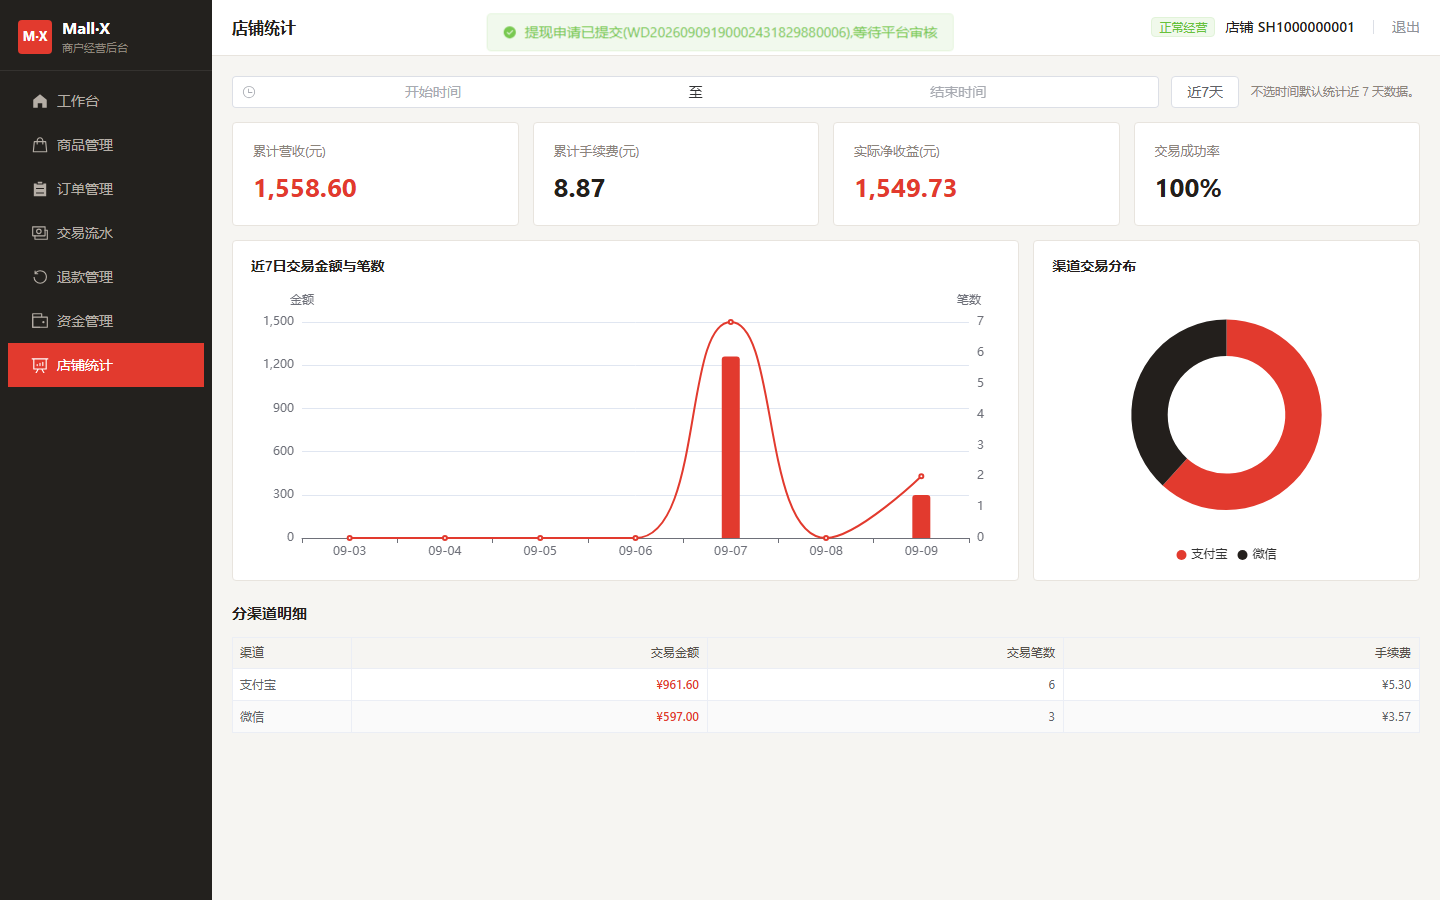 M·X
Mall·X
商户经营后台
工作台
商品管理
订单管理
交易流水
退款管理
资金管理
店铺统计
店铺统计
提现申请已提交(WD20260909190002431829880006),等待平台审核
正常经营
店铺 SH1000000001
退出
开始时间 至 结束时间
近7天
不选时间默认统计近 7 天数据。
累计营收(元)
1,558.60
累计手续费(元)
8.87
实际净收益(元)
1,549.73
交易成功率
100%
近7日交易金额与笔数
金额 笔数
1,500
1,200
900
600
300
0
7
6
5
4
3
2
1
0
09-03 09-04 09-05 09-06 09-07 09-08 09-09
渠道交易分布
支付宝 微信
分渠道明细
渠道 交易金额 交易笔数 手续费
支付宝 ¥961.60 6 ¥5.30
微信 ¥597.00 3 ¥3.57